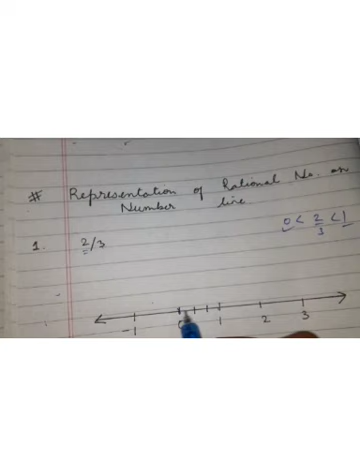 # Representation of Rational No. on
Number line
0 < 2/3 < 1
1. 2/3
-1 0 1 2 3